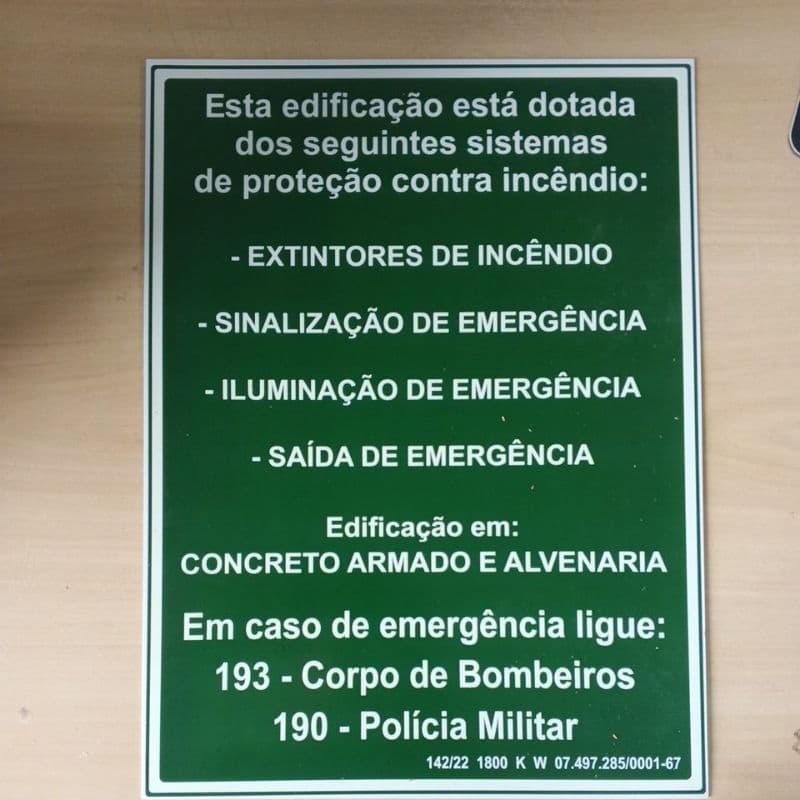 Esta edificação está dotada
dos seguintes sistemas
de proteção contra incêndio:
- EXTINTORES DE INCÊNDIO
- SINALIZAÇÃO DE EMERGÊNCIA
- ILUMINAÇÃO DE EMERGÊNCIA
- SAÍDA DE EMERGÊNCIA
Edificação em:
CONCRETO ARMADO E ALVENARIA
Em caso de emergência ligue:
193 - Corpo de Bombeiros
190 - Polícia Militar
142/22 1800 K W 07.497.285/0001-67